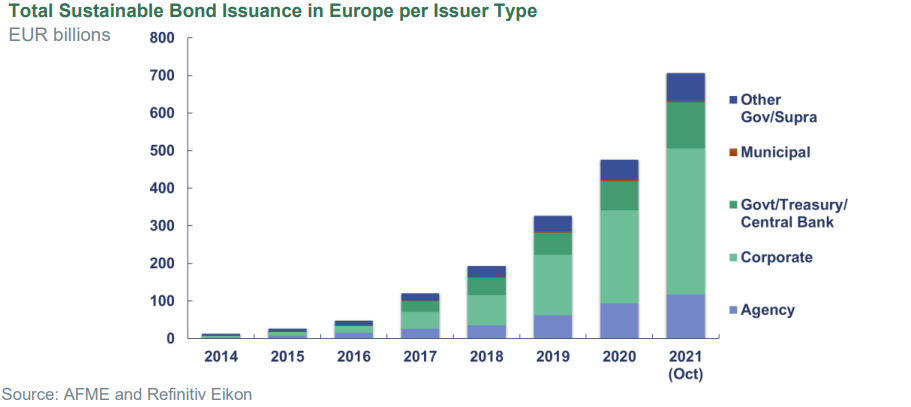 Total Sustainable Bond Issuance in Europe per Issuer Type
EUR billions
800
700
600
500
400
300
200
100
0
2014 2015 2016 2017 2018 2019 2020 2021
(Oct)
Other
Gov/Supra
Municipal
Govt/Treasury/
Central Bank
Corporate
Agency
Source: AFME and Refinitiv Eikon